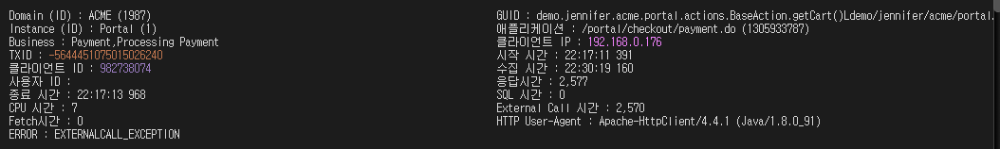 Domain (ID) : ACME (1987)
Instance (ID) : Portal (1)
Business : Payment,Processing Payment
TXID : -5644451075015026240
클라이언트 ID : 982738074
사용자 ID :
종료 시간 : 22:17:13 968
CPU 시간 : 7
Fetch시간 : 0
ERROR : EXTERNALCALL_EXCEPTION
GUID : demo.jennifer.acme.portal.actions.BaseAction.getCart()Ldemo/jennifer/acme/portal.
애플리케이션 : /portal/checkout/payment.do (1305933787)
클라이언트 IP : 192.168.0.176
시작 시간 : 22:17:11 391
수집 시간 : 22:30:19 160
응답시간 : 2,577
SQL 시간 : 0
External Call 시간 : 2,570
HTTP User-Agent : Apache-HttpClient/4.4.1 (Java/1.8.0_91)